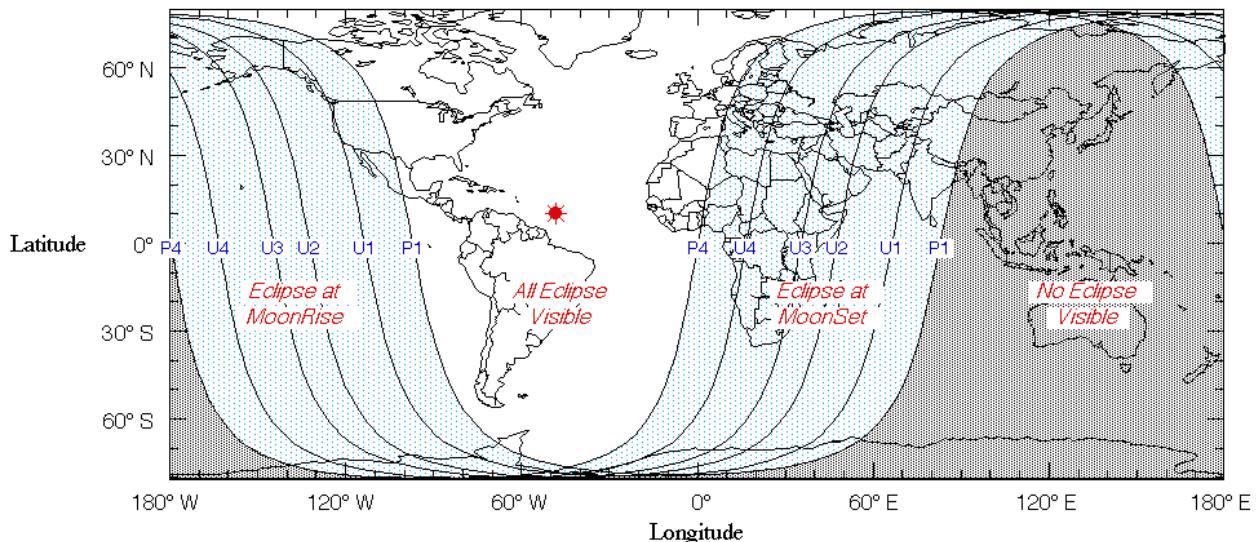 60° N
30° N
Latitude 0°
P4 U4 U3 U2 U1 P1 P4 U4 U3 U2 U1 P1
Eclipse at
MoonRise
All Eclipse
Visible
Eclipse at
MoonSet
No Eclipse
Visible
30° S
60° S
180° W 120° W 60° W 0° 60° E 120° E 180° E
Longitude